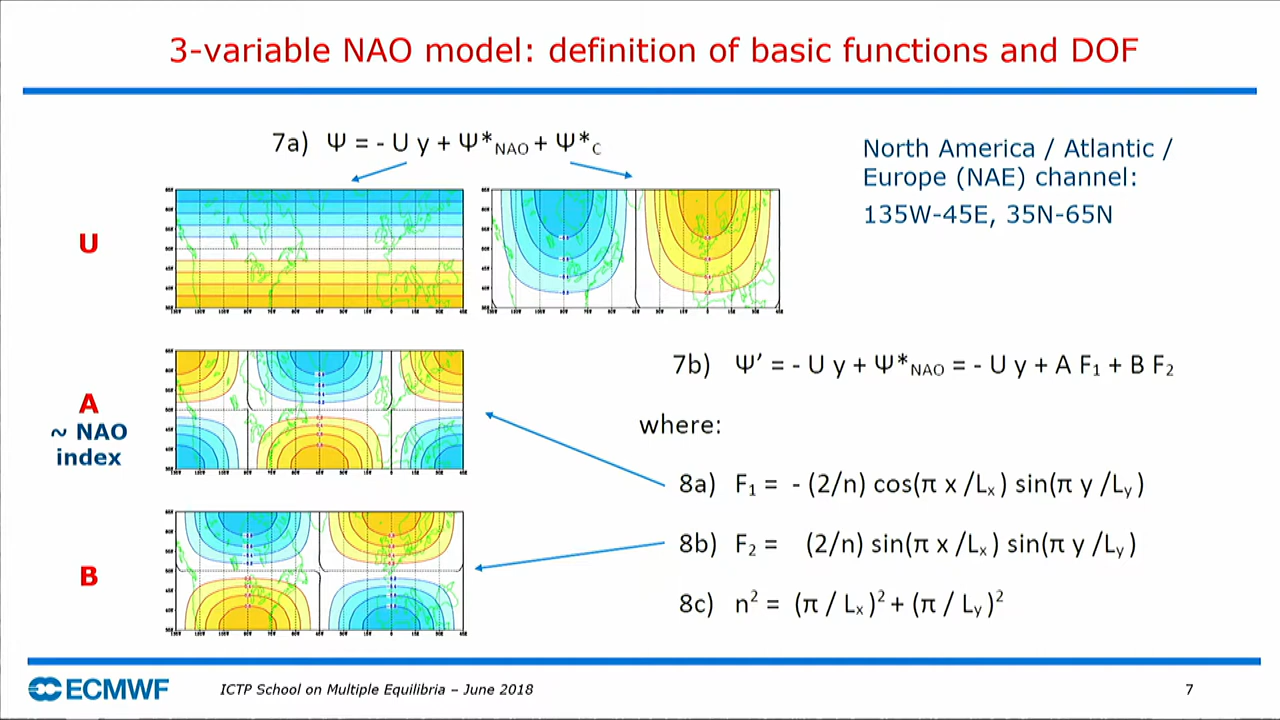 3-variable NAO model: definition of basic functions and DOF
7a) Ψ = - U y + Ψ*NAO + Ψ*C
North America / Atlantic /
Europe (NAE) channel:
135W-45E, 35N-65N
U
A
~ NAO
index
B
7b) Ψ’ = - U y + Ψ*NAO = - U y + A F1 + B F2
where:
8a) F1 = - (2/n) cos(π x /Lx ) sin(π y /Ly )
8b) F2 = (2/n) sin(π x /Lx ) sin(π y /Ly )
8c) n2 = (π / Lx )2 + (π / Ly )2
ECMWF
ICTP School on Multiple Equilibria – June 2018
7